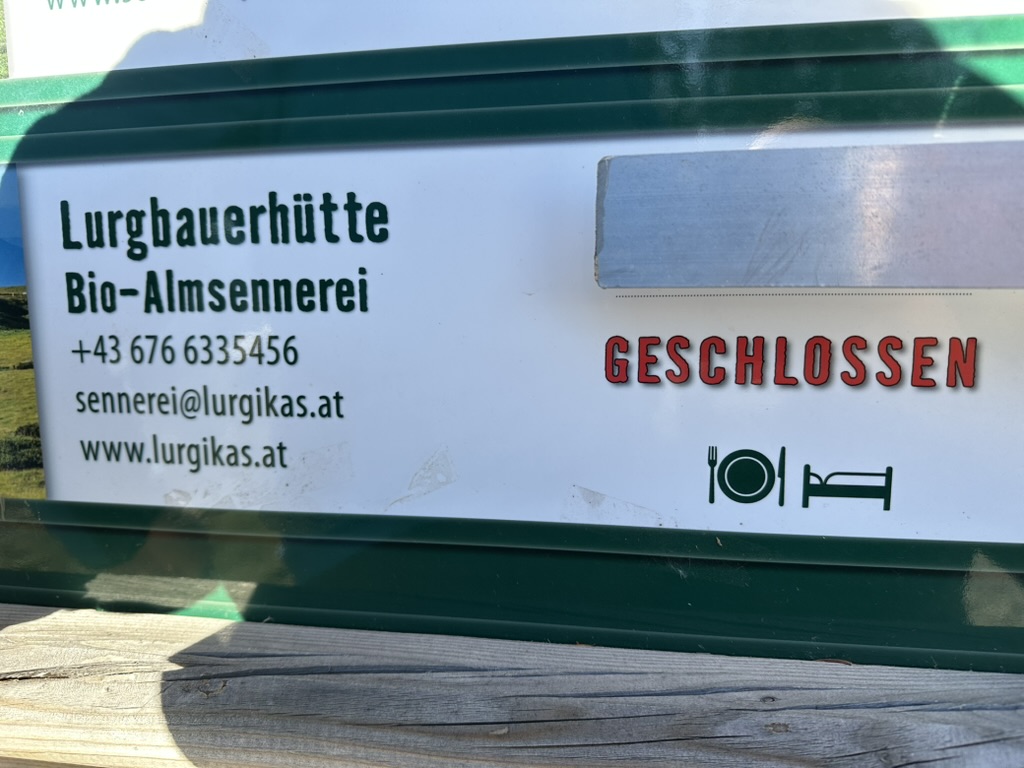 Lurgbauerhütte
Bio-Almsennerei
+43 676 6335456
sennerei@lurgikas.at
www.lurgikas.at
GESCHLOSSEN